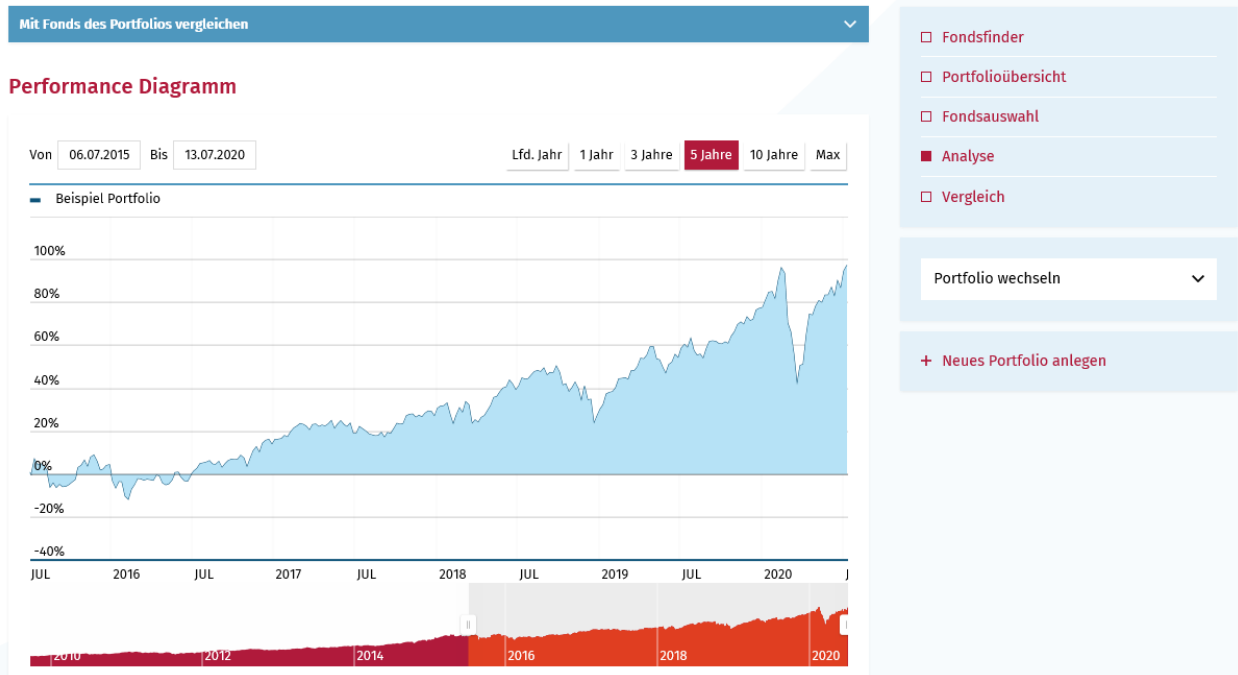 Mit Fonds des Portfolios vergleichen
Performance Diagramm
Von 06.07.2015 Bis 13.07.2020
Lfd. Jahr 1 Jahr 3 Jahre 5 Jahre 10 Jahre Max
Beispiel Portfolio
100%
80%
60%
40%
20%
0%
-20%
-40%
JUL 2016 JUL 2017 JUL 2018 JUL 2019 JUL 2020
2010 2012 2014 2016 2018 2020
Fondsfinder
Portfolioübersicht
Fondsauswahl
Analyse
Vergleich
Portfolio wechseln
+ Neues Portfolio anlegen